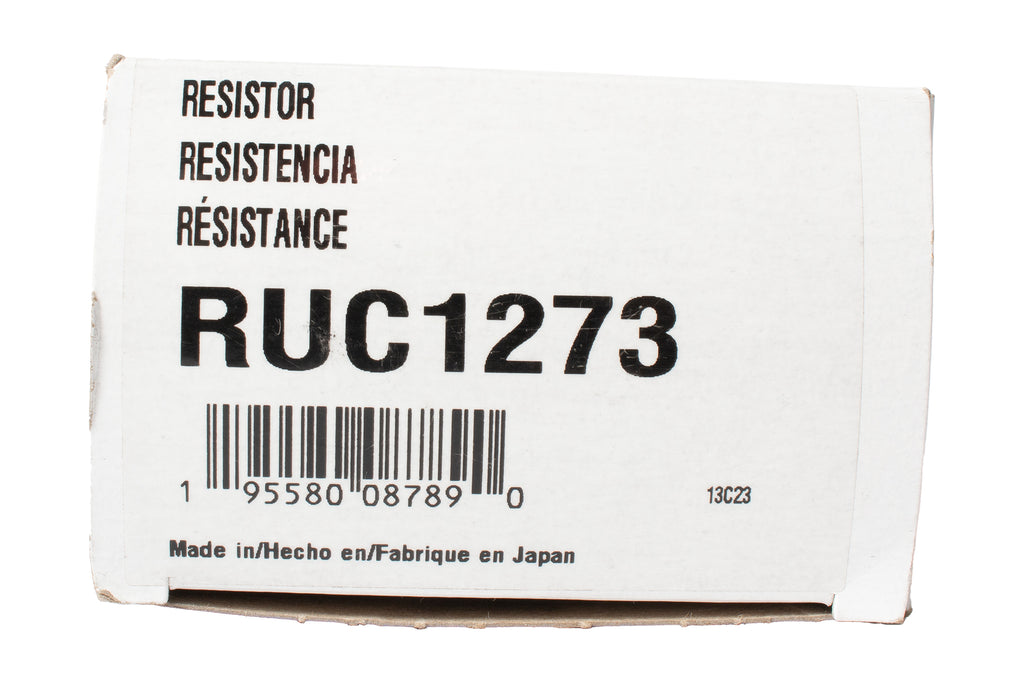 RESISTOR
RESISTENCIA
RÉSISTANCE
RUC1273
1 95580 08789 0
13C23
Made in/Hecho en/Fabrique en Japan